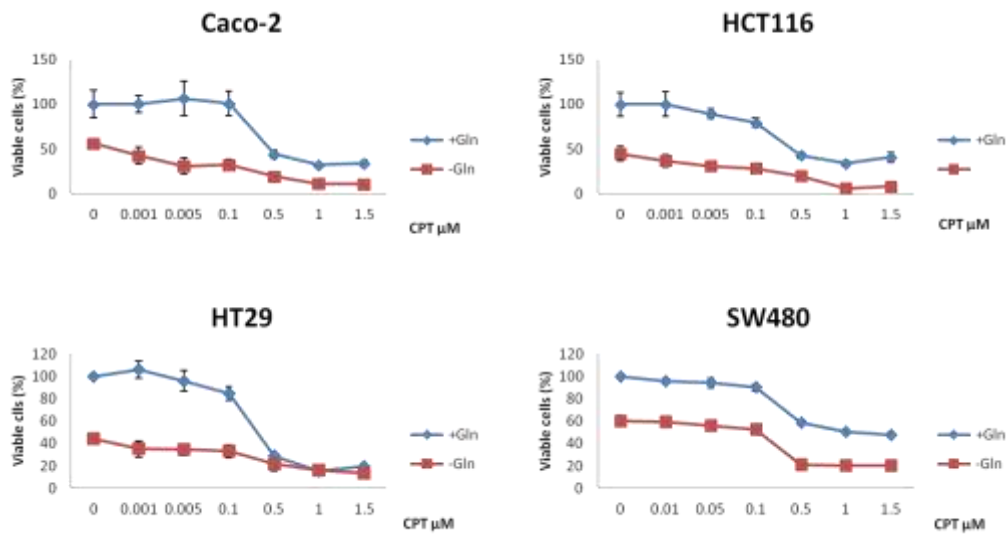 Caco-2
Viable cells (%)
150
100
50
0
0 0.001 0.005 0.1 0.5 1 1.5
CPT µM
+Gln
-Gln
HCT116
Viable cells (%)
150
100
50
0
0 0.001 0.005 0.1 0.5 1 1.5
CPT µM
+Gln
HT29
Viable clls (%)
120
100
80
60
40
20
0
0 0.001 0.005 0.1 0.5 1 1.5
CPT µM
+Gln
-Gln
SW480
Viable cells (%)
120
100
80
60
40
20
0
0 0.01 0.05 0.1 0.5 1 1.5
CPT µM
+Gln
-Gln